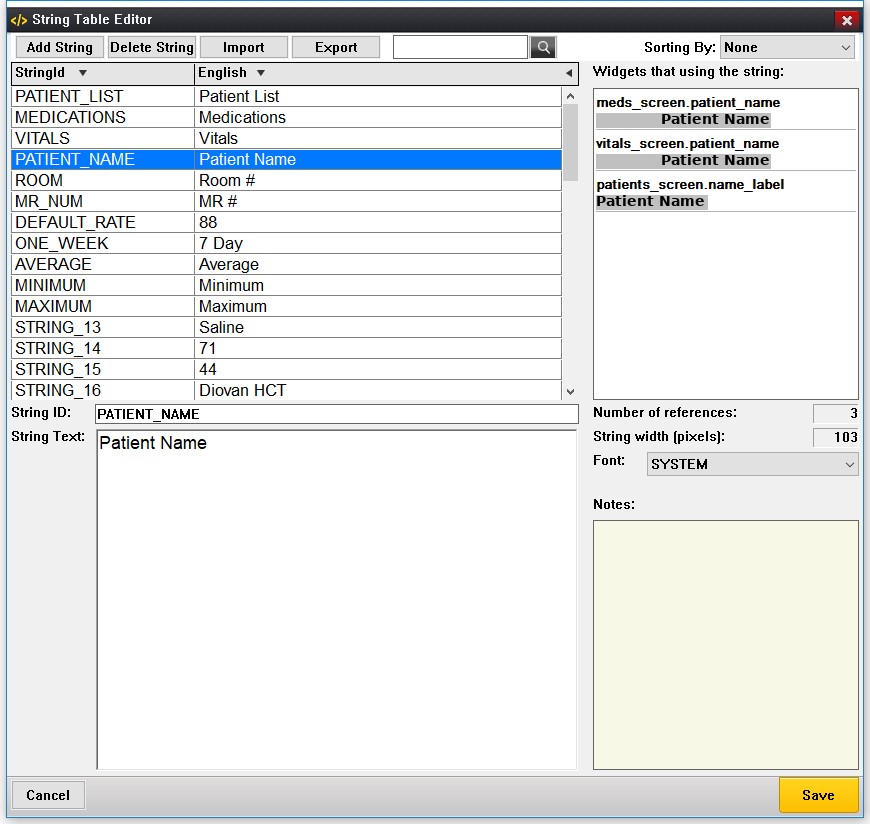 </> String Table Editor
Add String Delete String Import Export
Sorting By: None
StringId English
PATIENT_LIST Patient List
MEDICATIONS Medications
VITALS Vitals
PATIENT_NAME Patient Name
ROOM Room #
MR_NUM MR #
DEFAULT_RATE 88
ONE_WEEK 7 Day
AVERAGE Average
MINIMUM Minimum
MAXIMUM Maximum
STRING_13 Saline
STRING_14 71
STRING_15 44
STRING_16 Diovan HCT
Widgets that using the string:
meds_screen.patient_name
Patient Name
vitals_screen.patient_name
Patient Name
patients_screen.name_label
Patient Name
String ID: PATIENT_NAME
String Text: Patient Name
Number of references: 3
String width (pixels): 103
Font: SYSTEM
Notes:
Cancel
Save